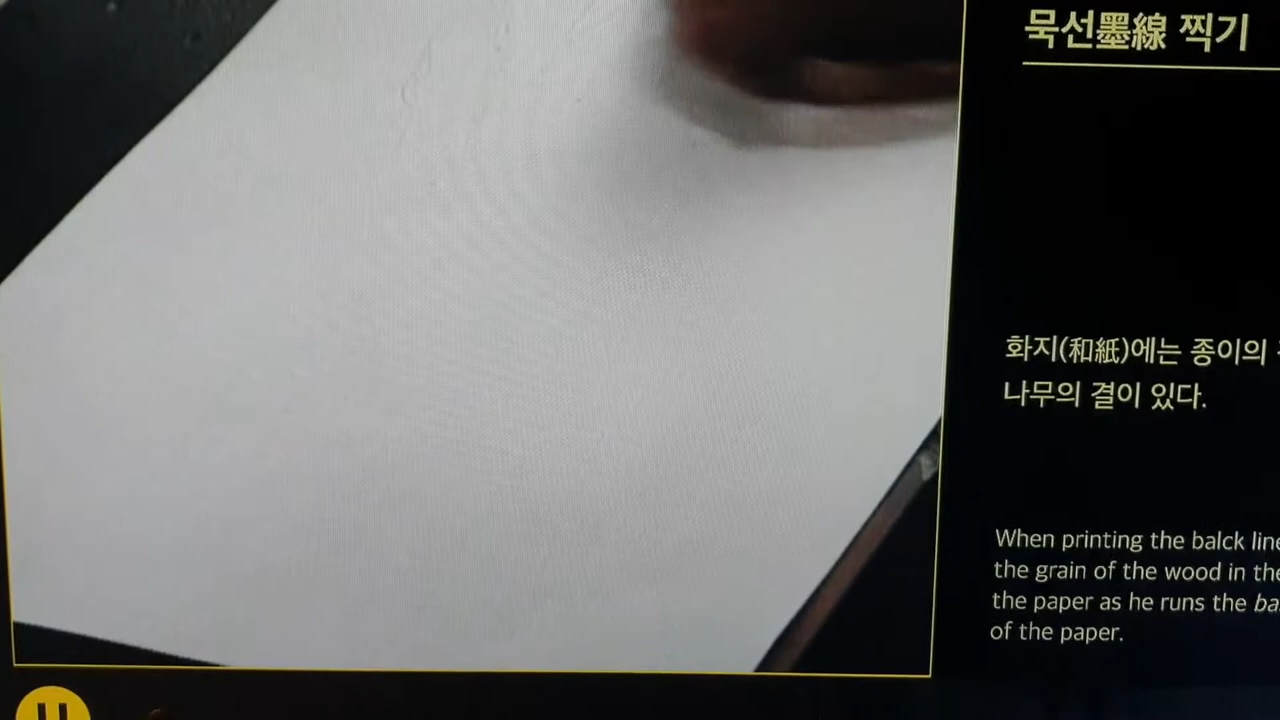 묵선墨線 찍기
화지(和紙)에는 종이의
나무의 결이 있다.
When printing the balck line
the grain of the wood in the
the paper as he runs the
of the paper.